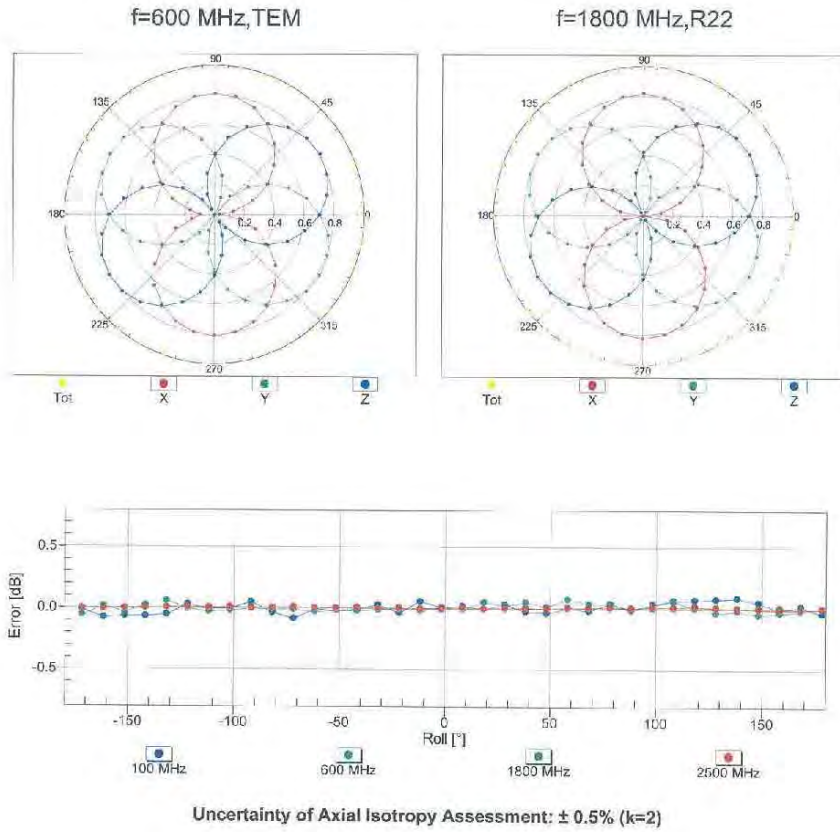 f=600 MHz,TEM
f=1800 MHz,R22
90
135
45
180
0.2
0.4
0.6
0.8
0
225
315
270
Tot
X
Y
Z
90
135
45
180
0.2
0.4
0.6
0.8
0
225
315
270
Tot
X
Y
Z
Error [dB]
0.5
0.0
-0.5
-150
-100
-50
0
50
100
150
Roll [°]
100 MHz
600 MHz
1800 MHz
2500 MHz
Uncertainty of Axial Isotropy Assessment: ± 0.5% (k=2)